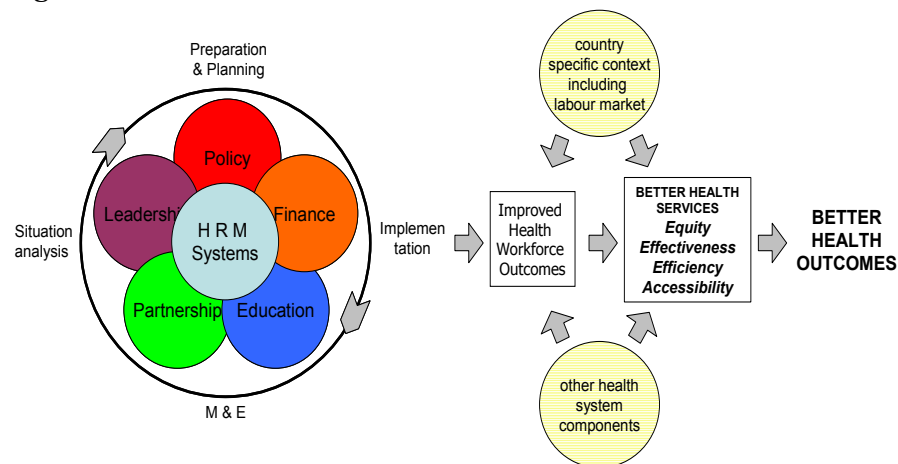 Preparation
& Planning
Policy
Leadership
Finance
H R M
Systems
Partnership
Education
Situation
analysis
Implemen
tation
M & E
country
specific context
including
labour market
Improved
Health
Workforce
Outcomes
BETTER HEALTH
SERVICES
Equity
Effectiveness
Efficiency
Accessibility
BETTER
HEALTH
OUTCOMES
other health
system
components